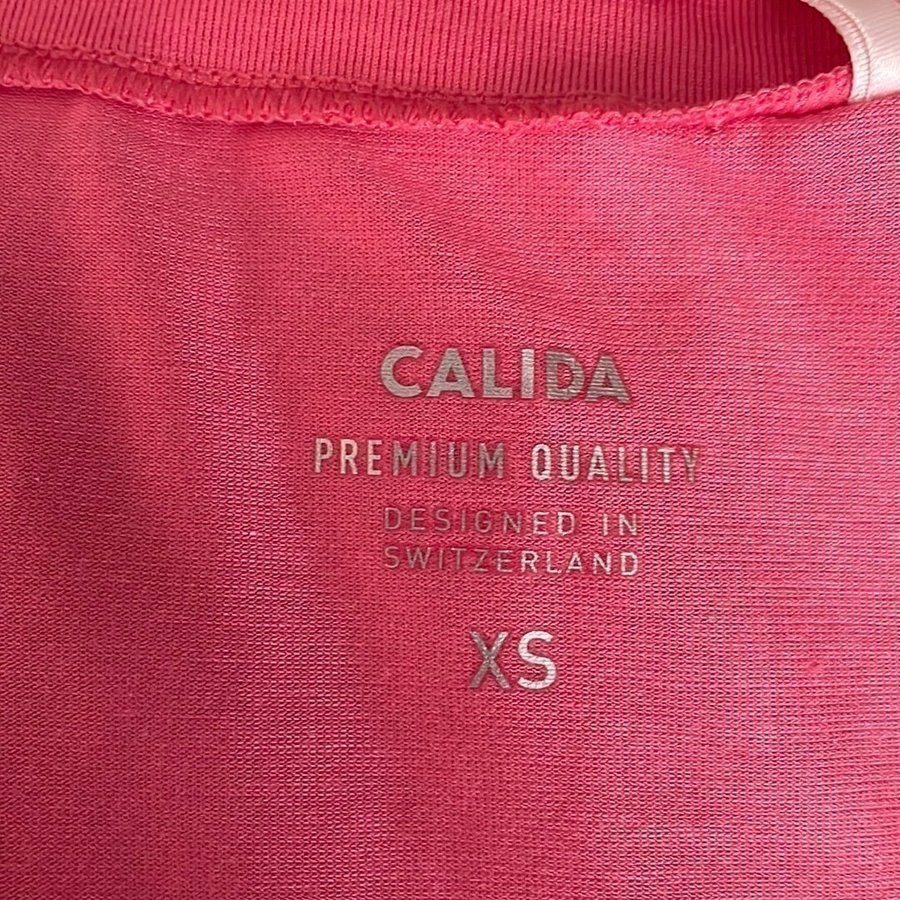 CALIDA
PREMIUM QUALITY
DESIGNED IN
SWITZERLAND
XS